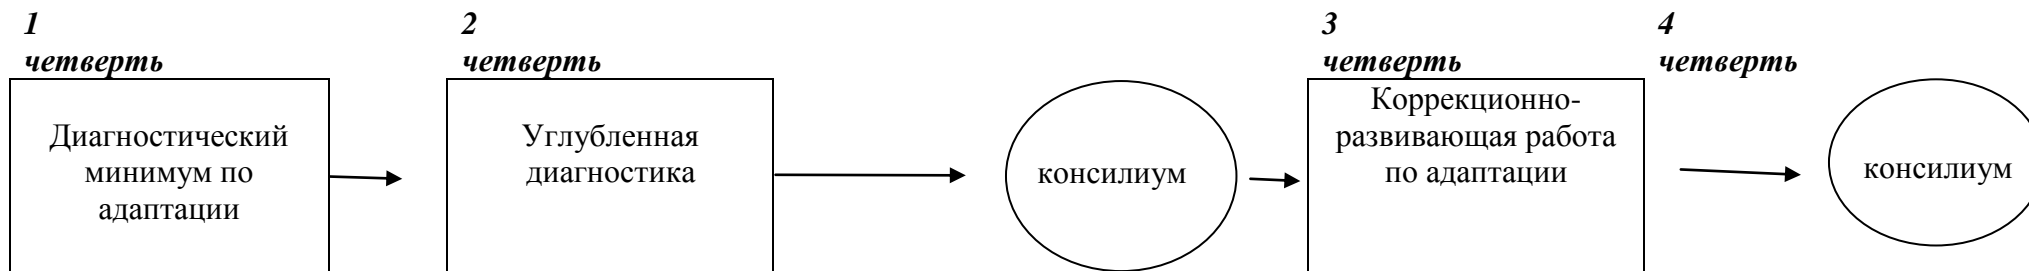 1
четверть
2
четверть
3
четверть
4
четверть
Диагностический
минимум по
адаптации
Углубленная
диагностика
консилиум
Коррекционно-
развивающая работа
по адаптации
консилиум